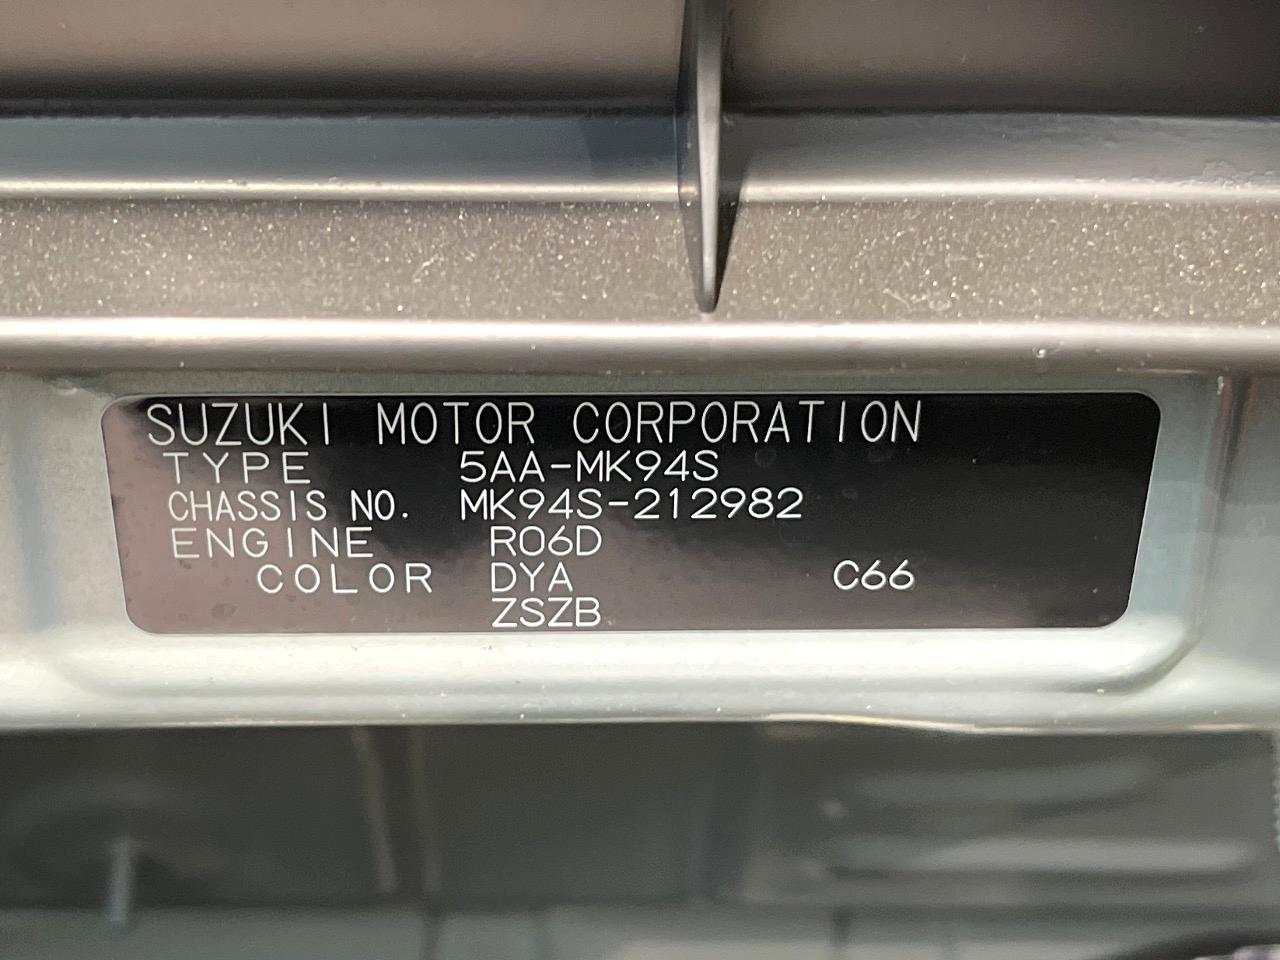 SUZUKI MOTOR CORPORATION
TYPE 5AA-MK94S
CHASSIS NO. MK94S-212982
ENGINE R06D
COLOR DYA C66
ZSZB